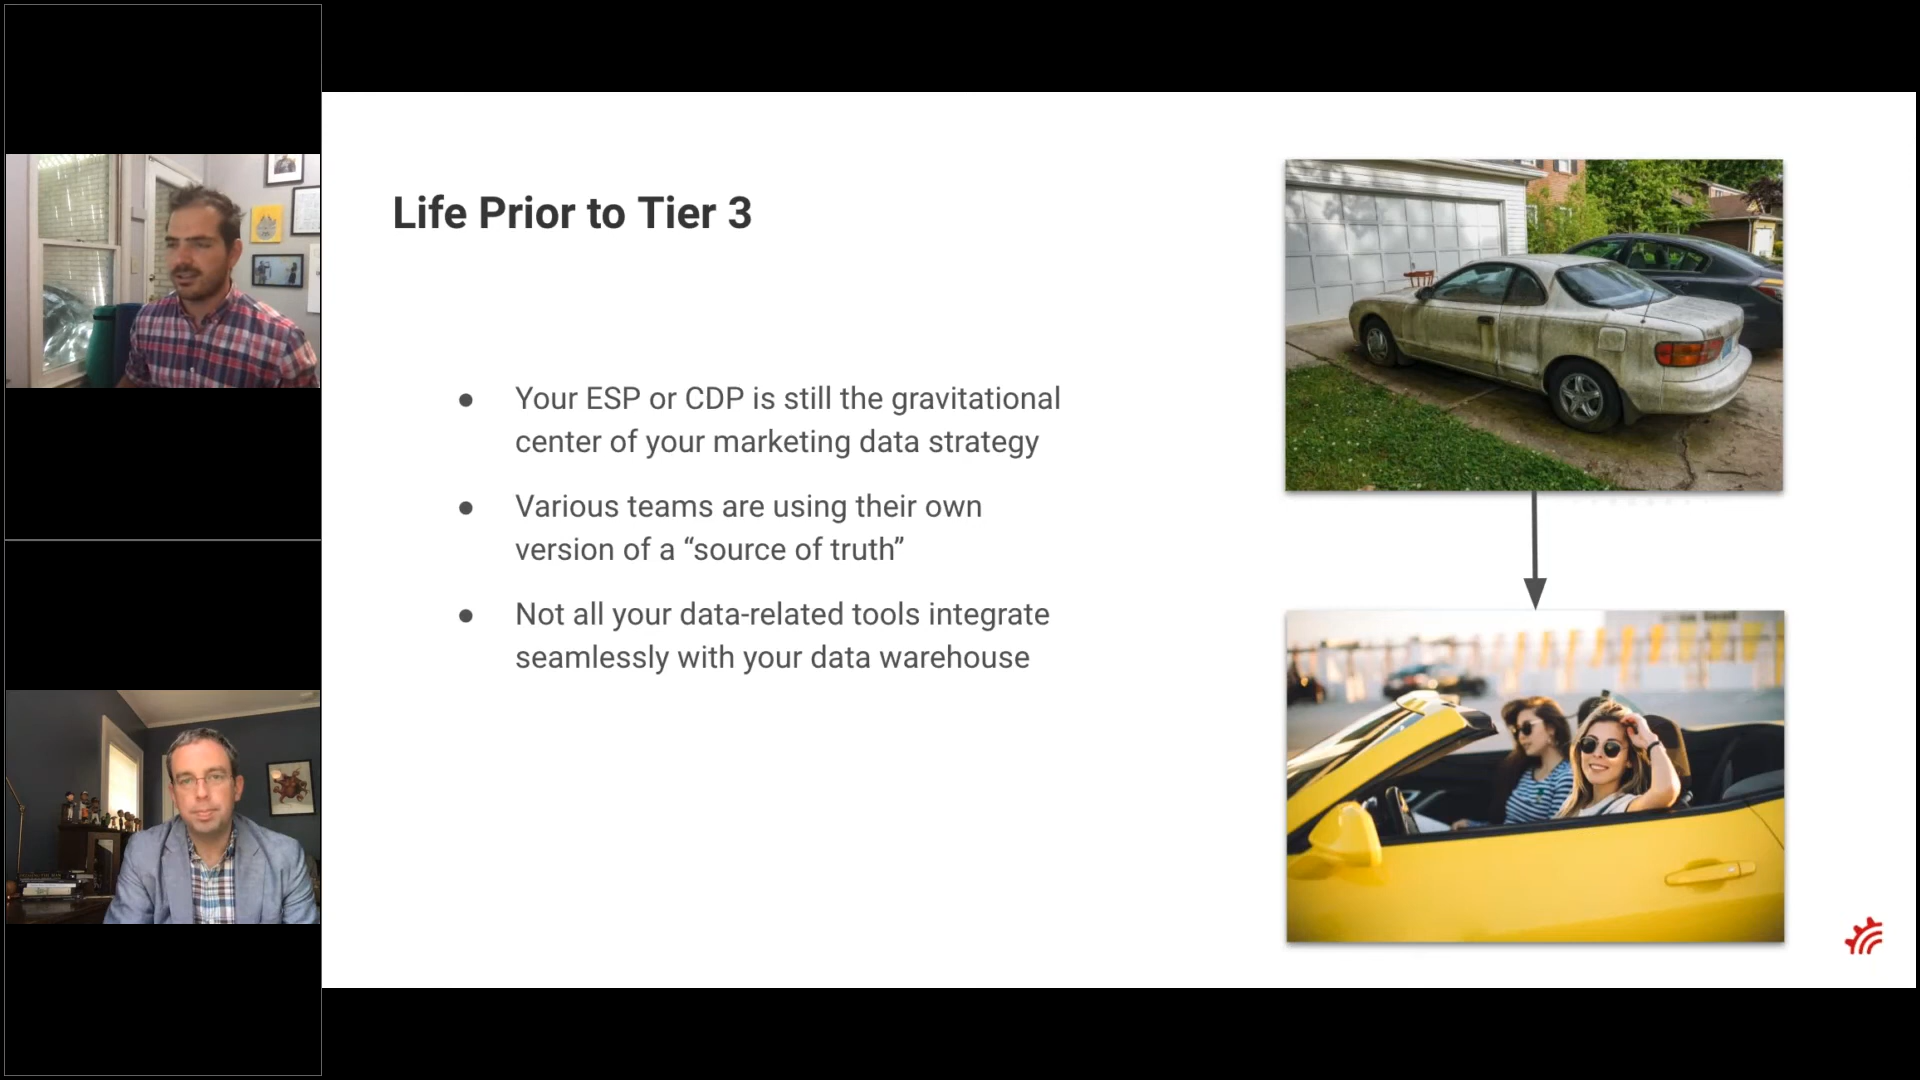 Life Prior to Tier 3
● Your ESP or CDP is still the gravitational
center of your marketing data strategy
● Various teams are using their own
version of a “source of truth”
● Not all your data-related tools integrate
seamlessly with your data warehouse